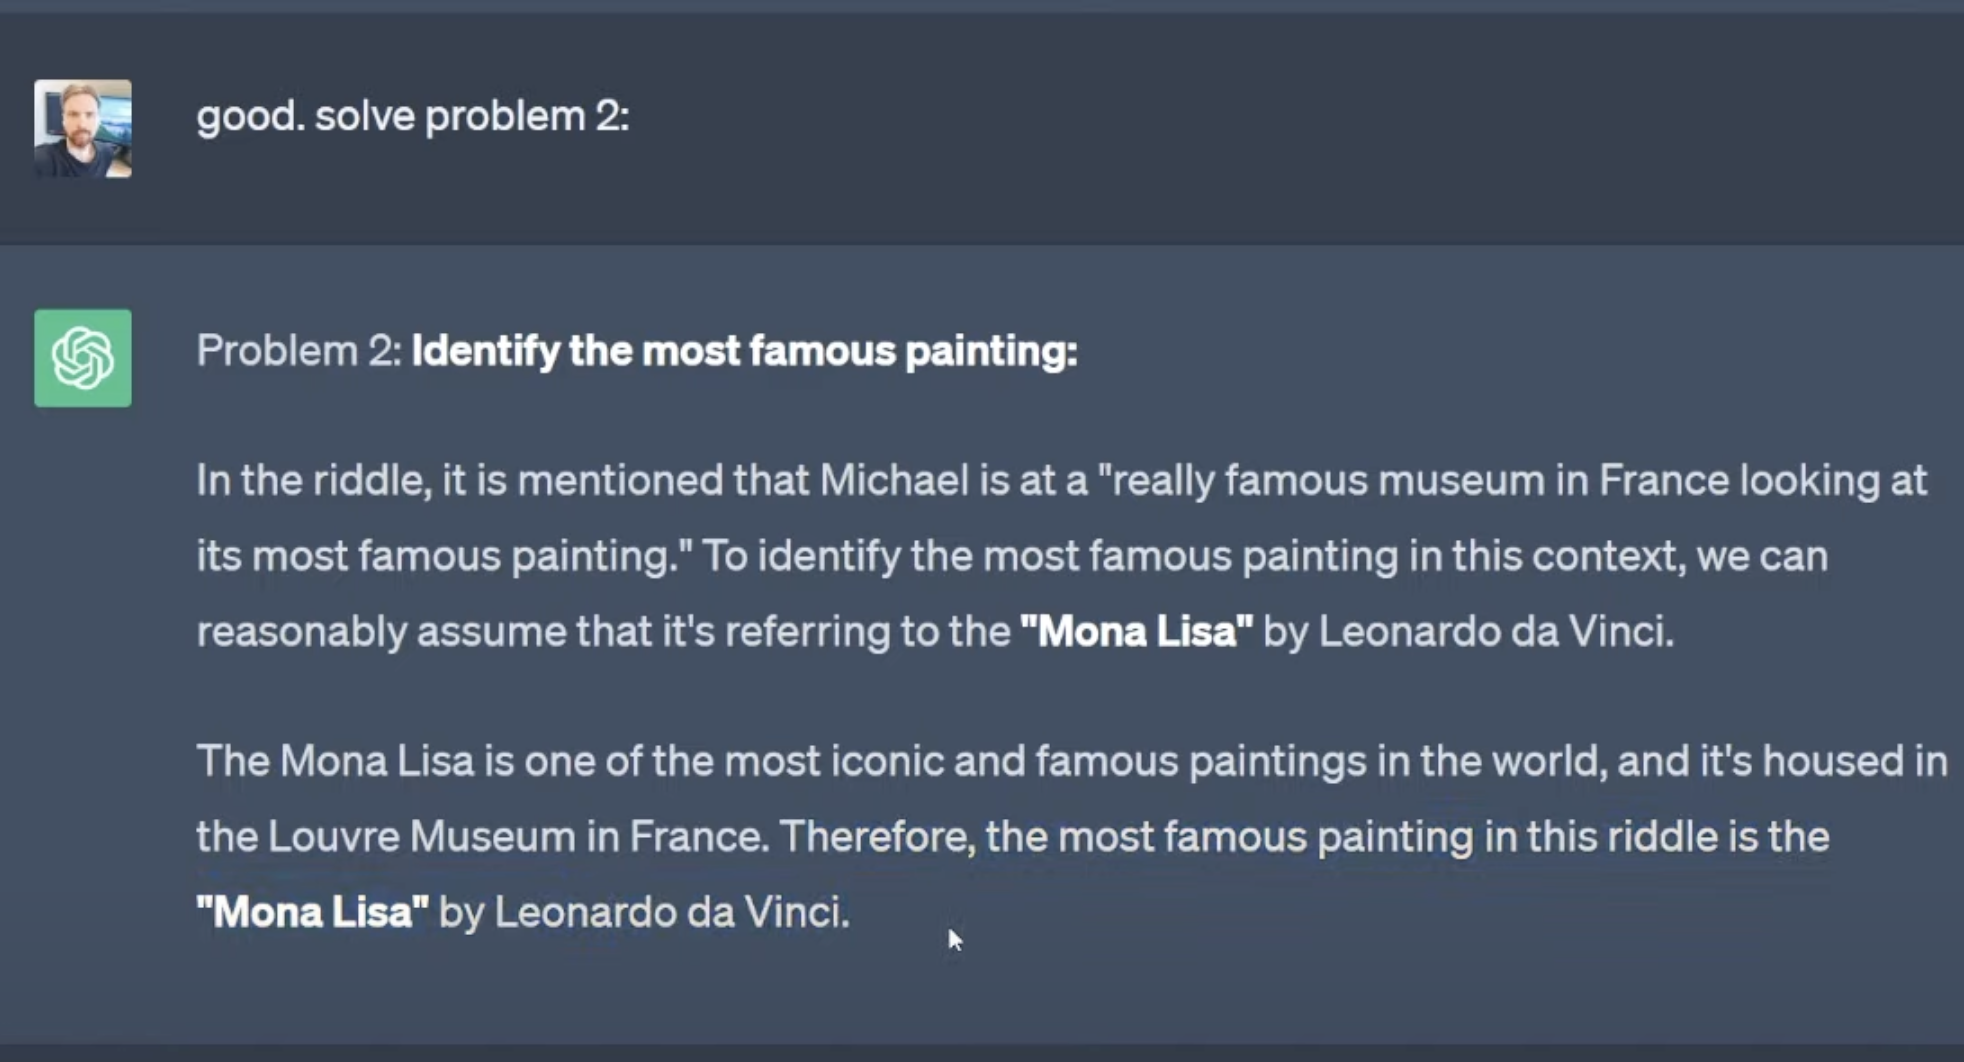 good. solve problem 2:
Problem 2: Identify the most famous painting:
In the riddle, it is mentioned that Michael is at a "really famous museum in France looking at
its most famous painting." To identify the most famous painting in this context, we can
reasonably assume that it's referring to the "Mona Lisa" by Leonardo da Vinci.
The Mona Lisa is one of the most iconic and famous paintings in the world, and it's housed in
the Louvre Museum in France. Therefore, the most famous painting in this riddle is the
"Mona Lisa" by Leonardo da Vinci.